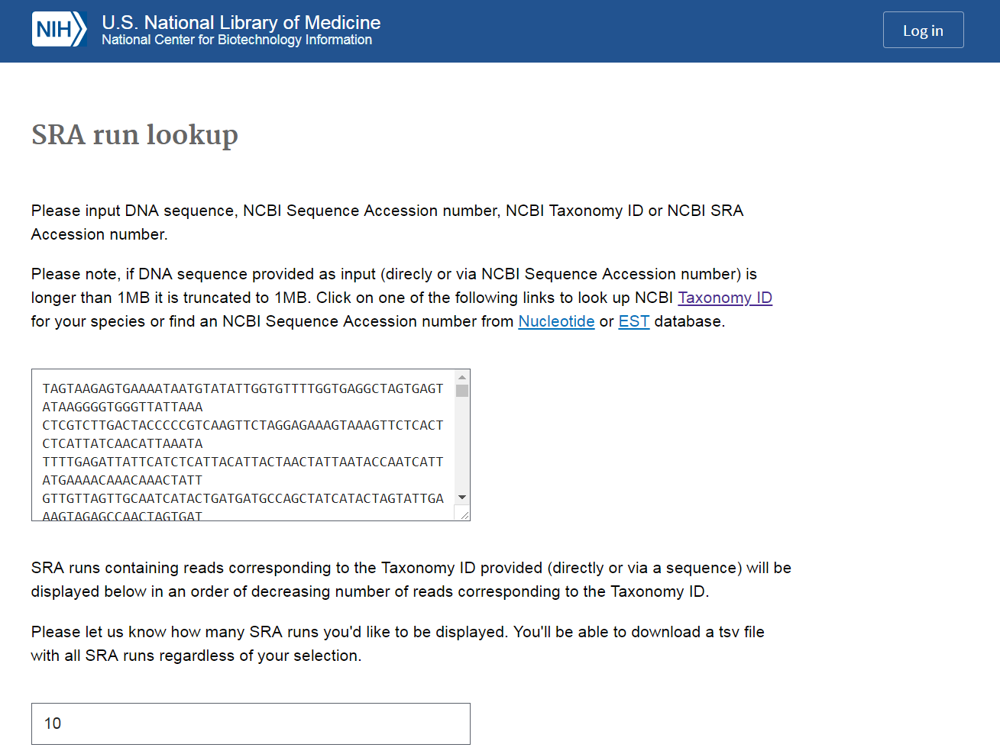 NIH
U.S. National Library of Medicine
National Center for Biotechnology Information
Log in
SRA run lookup
Please input DNA sequence, NCBI Sequence Accession number, NCBI Taxonomy ID or NCBI SRA
Accession number.
Please note, if DNA sequence provided as input (direcly or via NCBI Sequence Accession number) is
longer than 1MB it is truncated to 1MB. Click on one of the following links to look up NCBI Taxonomy ID
for your species or find an NCBI Sequence Accession number from Nucleotide or EST database.
TAGTAAGAGTGAAAATAATGTATATTGGTGTTTTGGTGAGGCTAGTGAGT
ATAAGGGGTGGGTTATTAAA
CTCGTCTTGACTACCCCCGTCAAGTTCTAGGAGAAAGTAAAGTTCTCACT
CTCATTATCAACATTAAATA
TTTTGAGATTATTCATCTCATTACATTACTAACTATTAATACCAATCATT
ATGAAAACAAACAAACTATT
GTTGTTAGTTGCAATCATACTGATGATGCCAGCTATCATACTAGTATTGA
AAGTAGAGCCAACTAGTGAT
SRA runs containing reads corresponding to the Taxonomy ID provided (directly or via a sequence) will be
displayed below in an order of decreasing number of reads corresponding to the Taxonomy ID.
Please let us know how many SRA runs you'd like to be displayed. You'll be able to download a tsv file
with all SRA runs regardless of your selection.
10